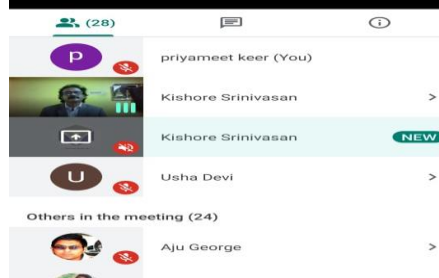 (28)
P
priyameet keer (You)
Kishore Srinivasan
Kishore Srinivasan
NEW
U
Usha Devi
Others in the meeting (24)
Aju George